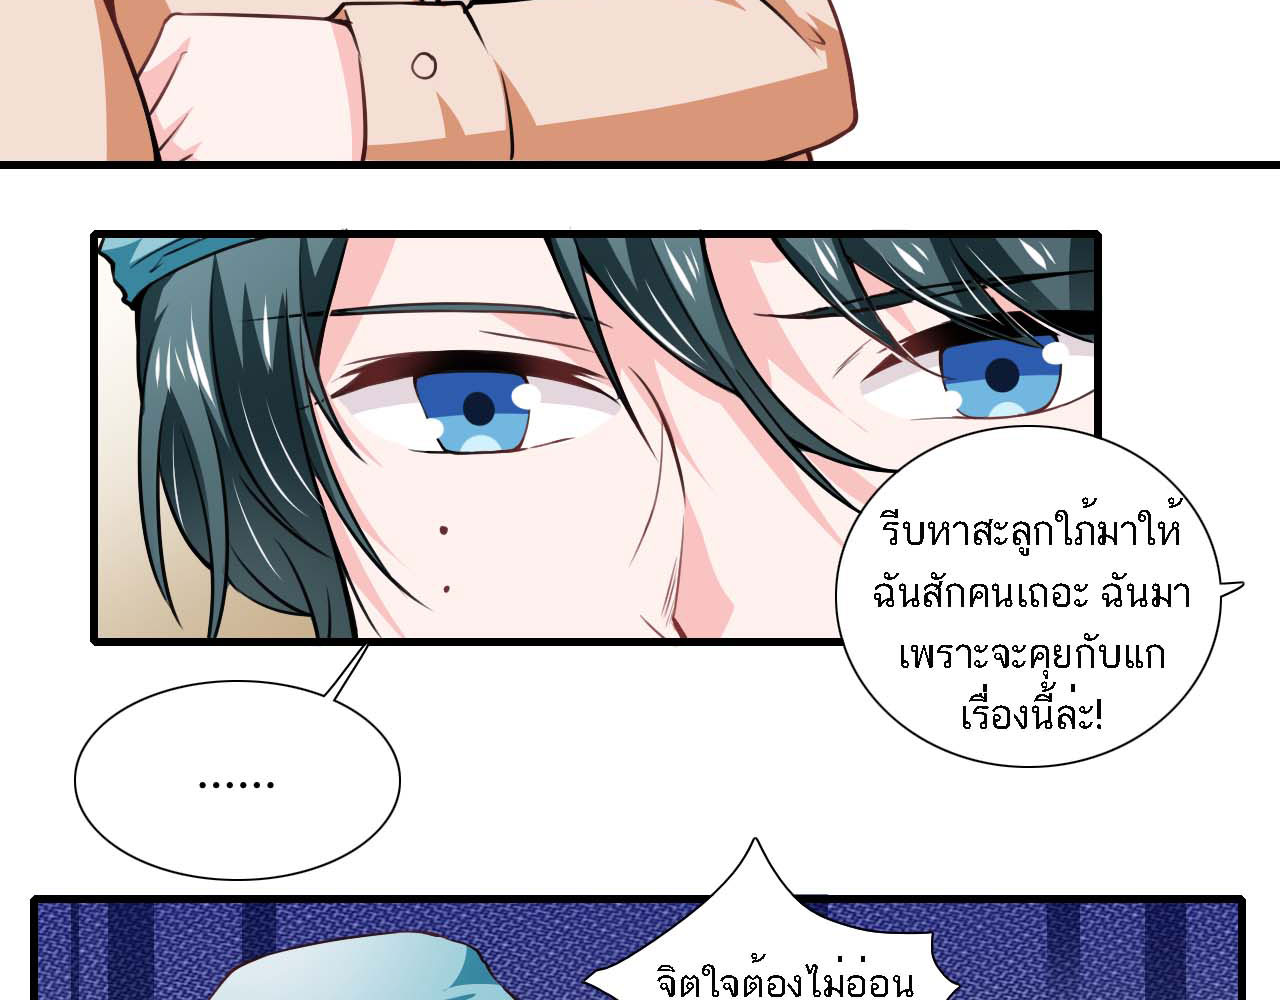 รีบหาสะลูกใภ้มาให้
ฉันสักคนเถอะ ฉันมา
เพราะจะคุยกับแก
เรื่องนี้ล่ะ!
......
จิตใจต้องไม่อ่อน